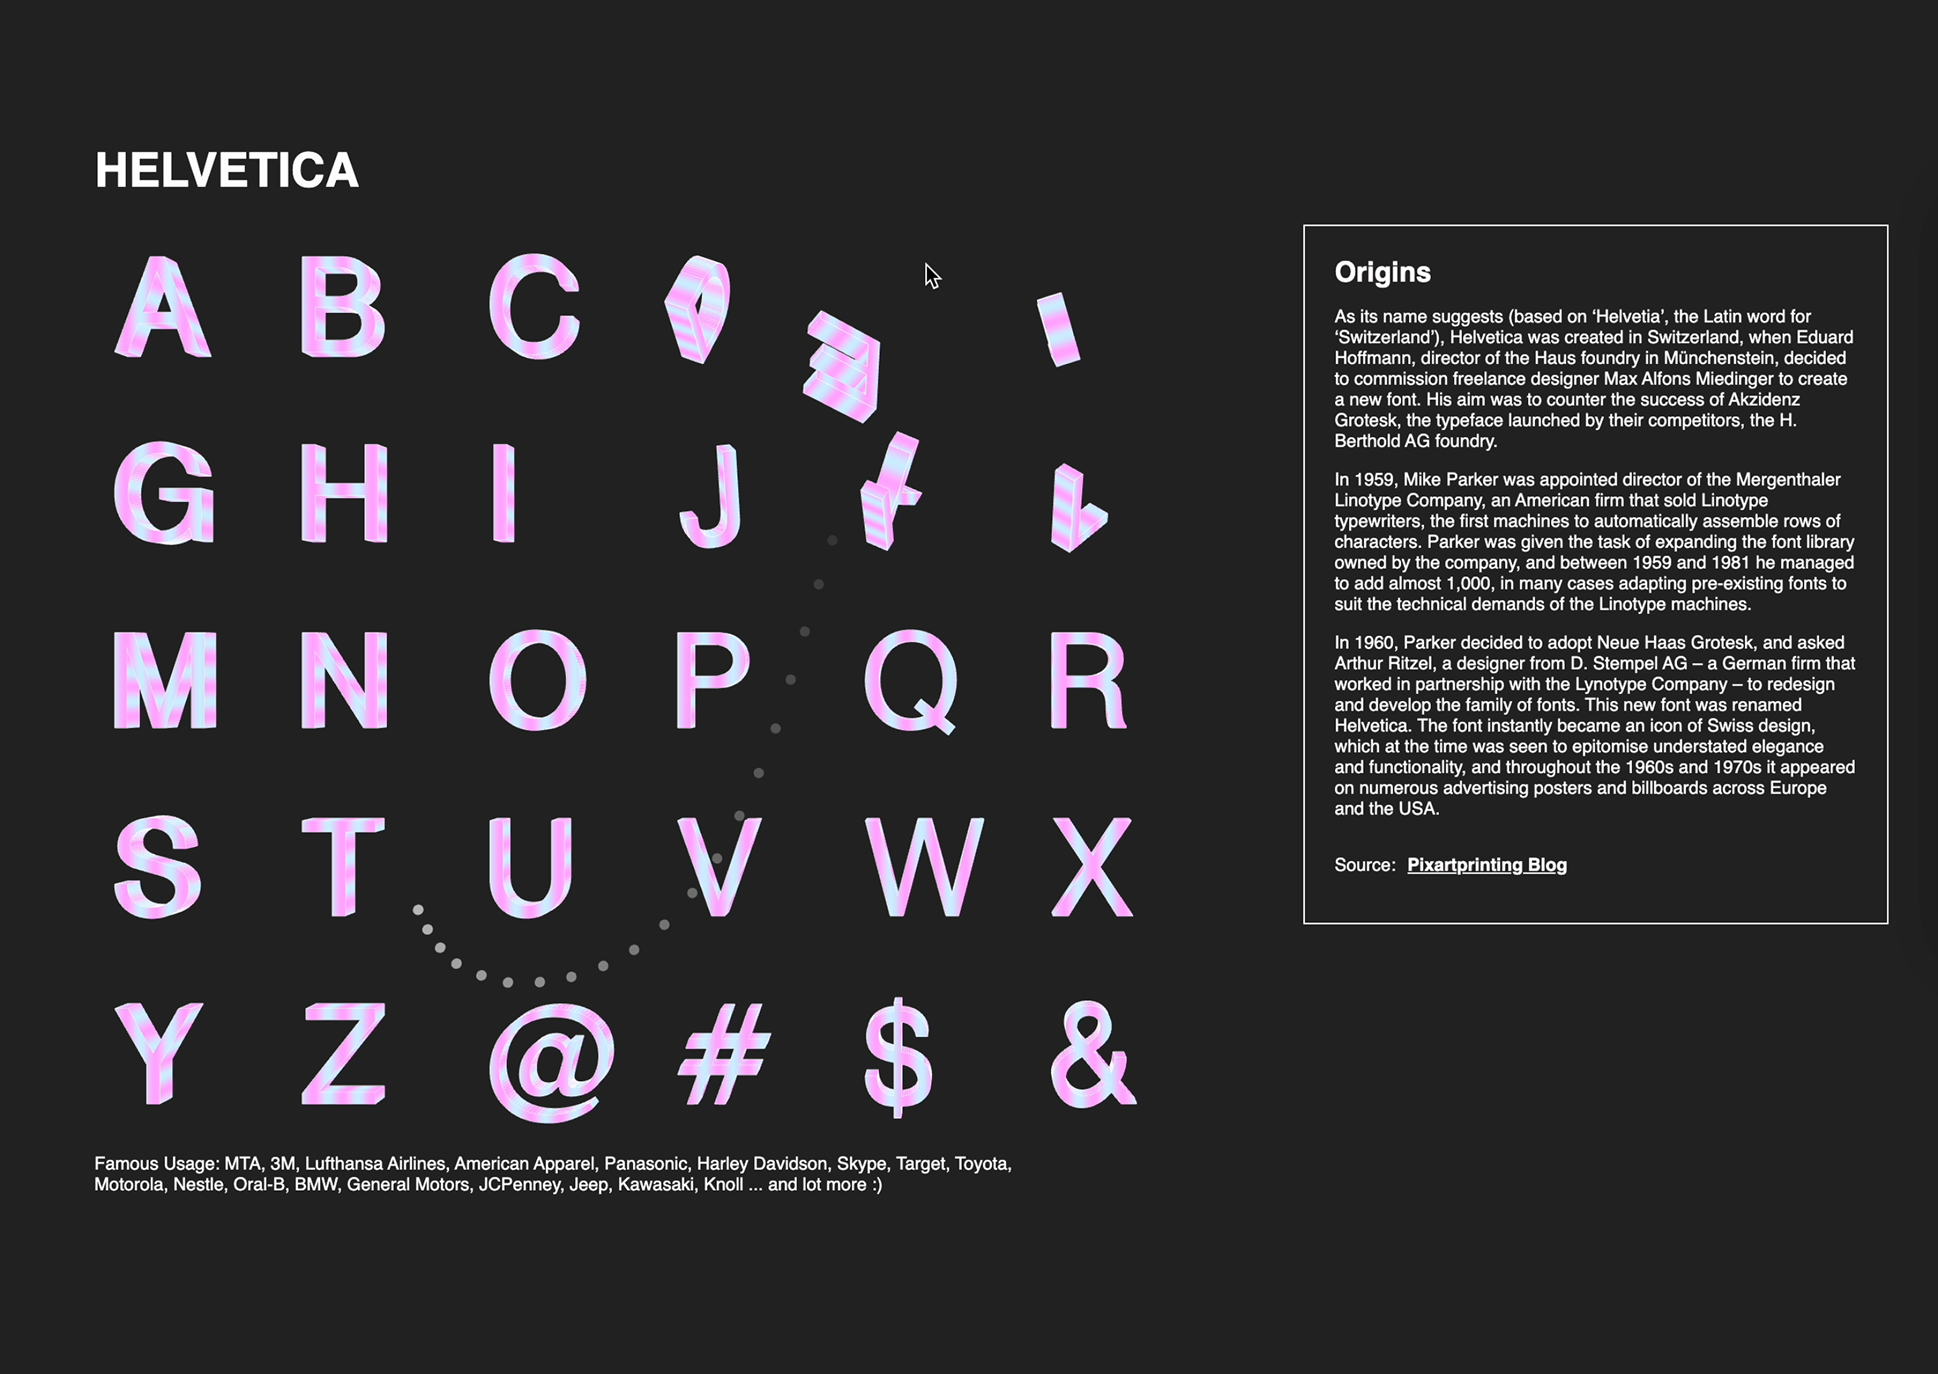 HELVETICA
A B C D E
G H I J K L
M N O P Q R
S T U V W X
Y Z @ # $ &
Famous Usage: MTA, 3M, Lufthansa Airlines, American Apparel, Panasonic, Harley Davidson, Skype, Target, Toyota,
Motorola, Nestle, Oral-B, BMW, General Motors, JCPenney, Jeep, Kawasaki, Knoll ... and lot more :)
Origins
As its name suggests (based on ‘Helvetia’, the Latin word for
‘Switzerland’), Helvetica was created in Switzerland, when Eduard
Hoffmann, director of the Haus foundry in Münchenstein, decided
to commission freelance designer Max Alfons Miedinger to create
a new font. His aim was to counter the success of Akzidenz
Grotesk, the typeface launched by their competitors, the H.
Berthold AG foundry.
In 1959, Mike Parker was appointed director of the Mergenthaler
Linotype Company, an American firm that sold Linotype
typewriters, the first machines to automatically assemble rows of
characters. Parker was given the task of expanding the font library
owned by the company, and between 1959 and 1981 he managed
to add almost 1,000, in many cases adapting pre-existing fonts to
suit the technical demands of the Linotype machines.
In 1960, Parker decided to adopt Neue Haas Grotesk, and asked
Arthur Ritzel, a designer from D. Stempel AG – a German firm that
worked in partnership with the Lynotype Company – to redesign
and develop the family of fonts. This new font was renamed
Helvetica. The font instantly became an icon of Swiss design,
which at the time was seen to epitomise understated elegance
and functionality, and throughout the 1960s and 1970s it appeared
on numerous advertising posters and billboards across Europe
and the USA.
Source: Pixartprinting Blog